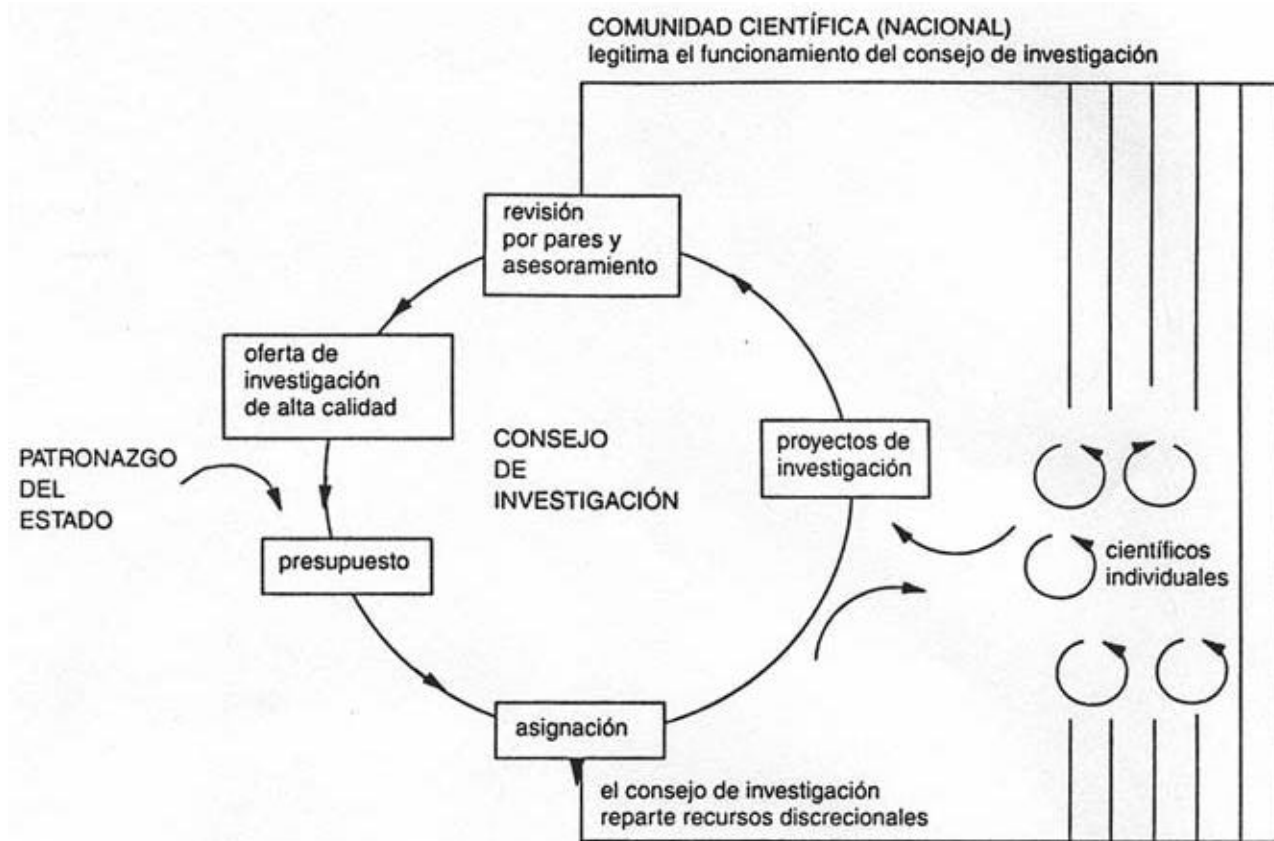 COMUNIDAD CIENTÍFICA (NACIONAL)
legitima el funcionamiento del consejo de investigación
revisión
por pares y
asesoramiento
oferta de
investigación
de alta calidad
CONSEJO
DE
INVESTIGACIÓN
proyectos de
investigación
PATRONAZGO
DEL
ESTADO
presupuesto
científicos
individuales
asignación
el consejo de investigación
reparte recursos discrecionales